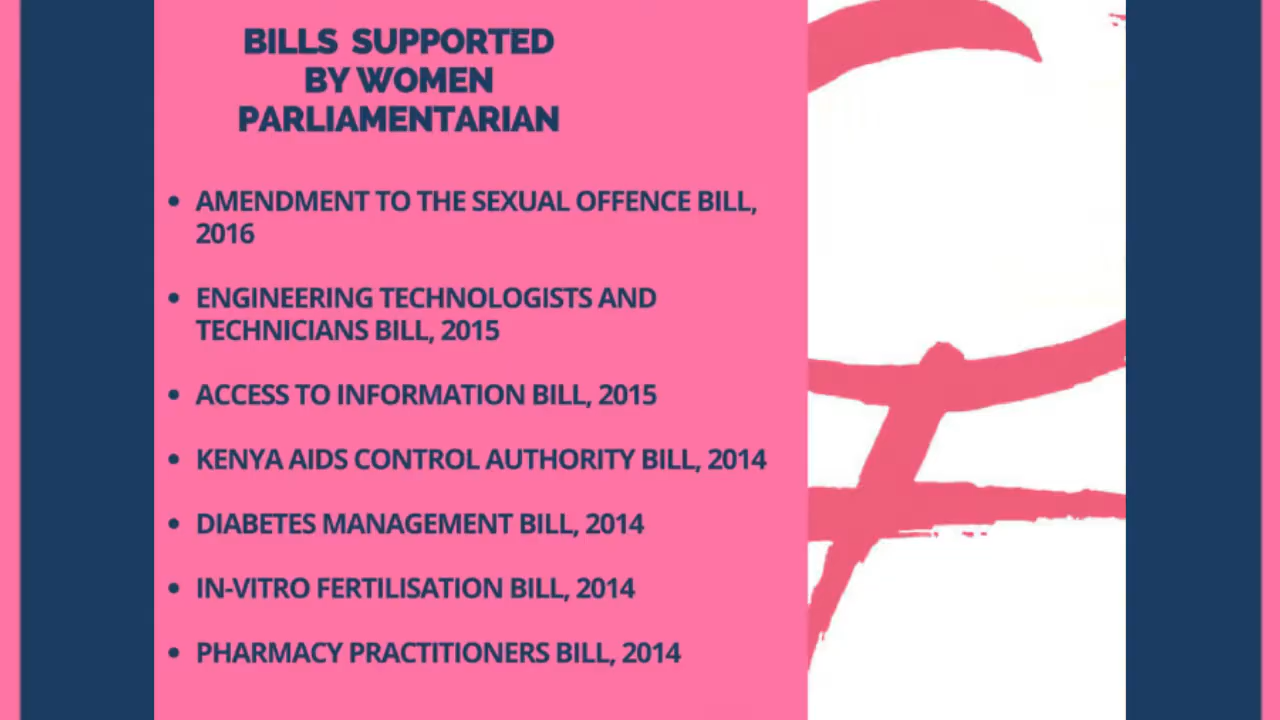 BILLS SUPPORTED
BY WOMEN
PARLIAMENTARIAN
• AMENDMENT TO THE SEXUAL OFFENCE BILL,
2016
• ENGINEERING TECHNOLOGISTS AND
TECHNICIANS BILL, 2015
• ACCESS TO INFORMATION BILL, 2015
• KENYA AIDS CONTROL AUTHORITY BILL, 2014
• DIABETES MANAGEMENT BILL, 2014
• IN-VITRO FERTILISATION BILL, 2014
• PHARMACY PRACTITIONERS BILL, 2014